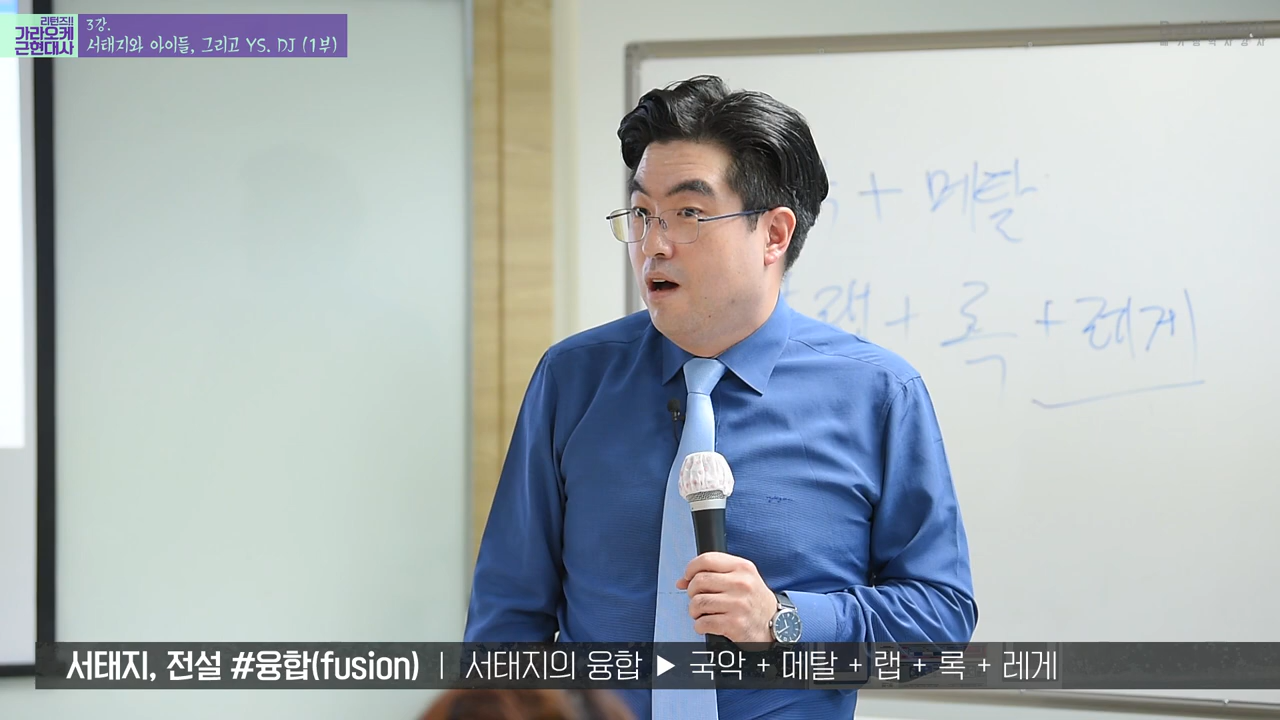 리턴즈!!
가라오케
근현대사
3강.
서태지와 아이들, 그리고 YS. DJ (1부)
+ 메탈
랩 + 록 + 레게
서태지, 전설 #융합(fusion) | 서태지의 융합 ▶ 국악 + 메탈 + 랩 + 록 + 레게